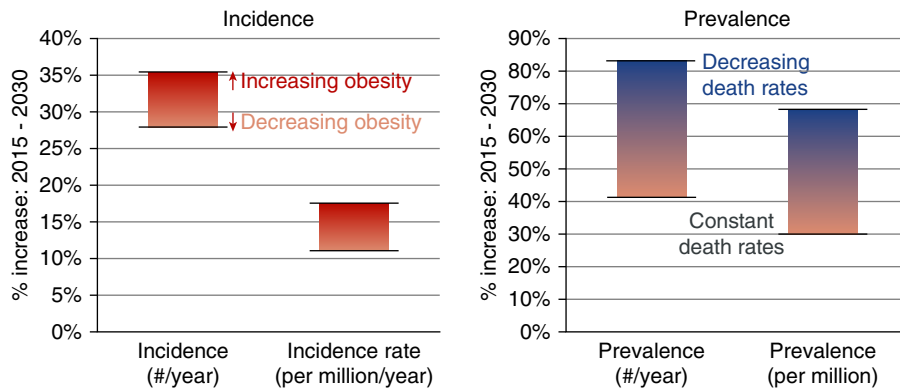 Incidence
% increase: 2015 - 2030
40%
35%
30%
25%
20%
15%
10%
5%
0%
Increasing obesity
Decreasing obesity
Incidence
(#/year)
Incidence rate
(per million/year)
Prevalence
% increase: 2015 - 2030
90%
80%
70%
60%
50%
40%
30%
20%
10%
0%
Decreasing
death rates
Constant
death rates
Prevalence
(#/year)
Prevalence
(per million)